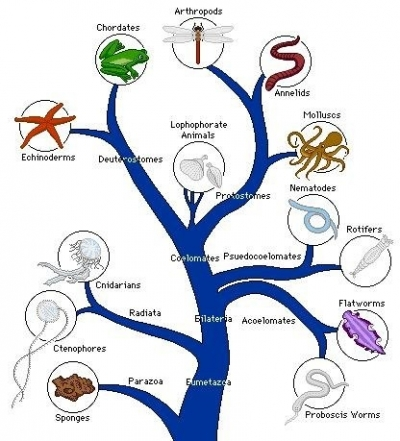 Arthropods
Chordates
Annelids
Molluscs
Lophophorate
Animals
Echinoderms
Deuterostomes
Nematodes
Protostomes
Rotifers
Coelomates
Psuedocoelomates
Cnidarians
Flatworms
Radiata
Bilateria
Acoelomates
Ctenophores
Parazoa
Eumetazoa
Sponges
Proboscis Worms